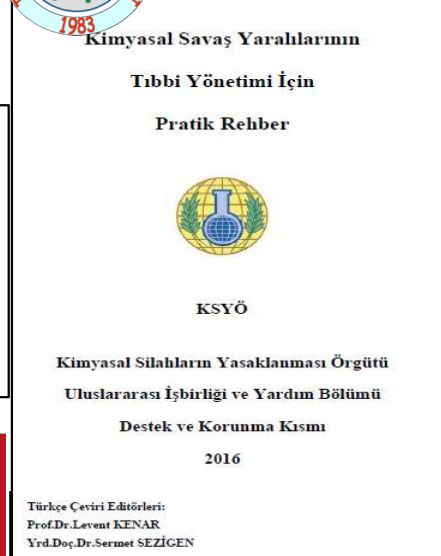 1983
Kimyasal Savaş Yaralılarının
Tıbbi Yönetimi İçin
Pratik Rehber
KSYÖ
Kimyasal Silahların Yasaklanması Örgütü
Uluslararası İşbirliği ve Yardım Bölümü
Destek ve Korunma Kısmı
2016
Türkçe Çeviri Editörleri:
Prof.Dr.Levent KENAR
Yrd.Doç.Dr.Sermet SEZİGEN